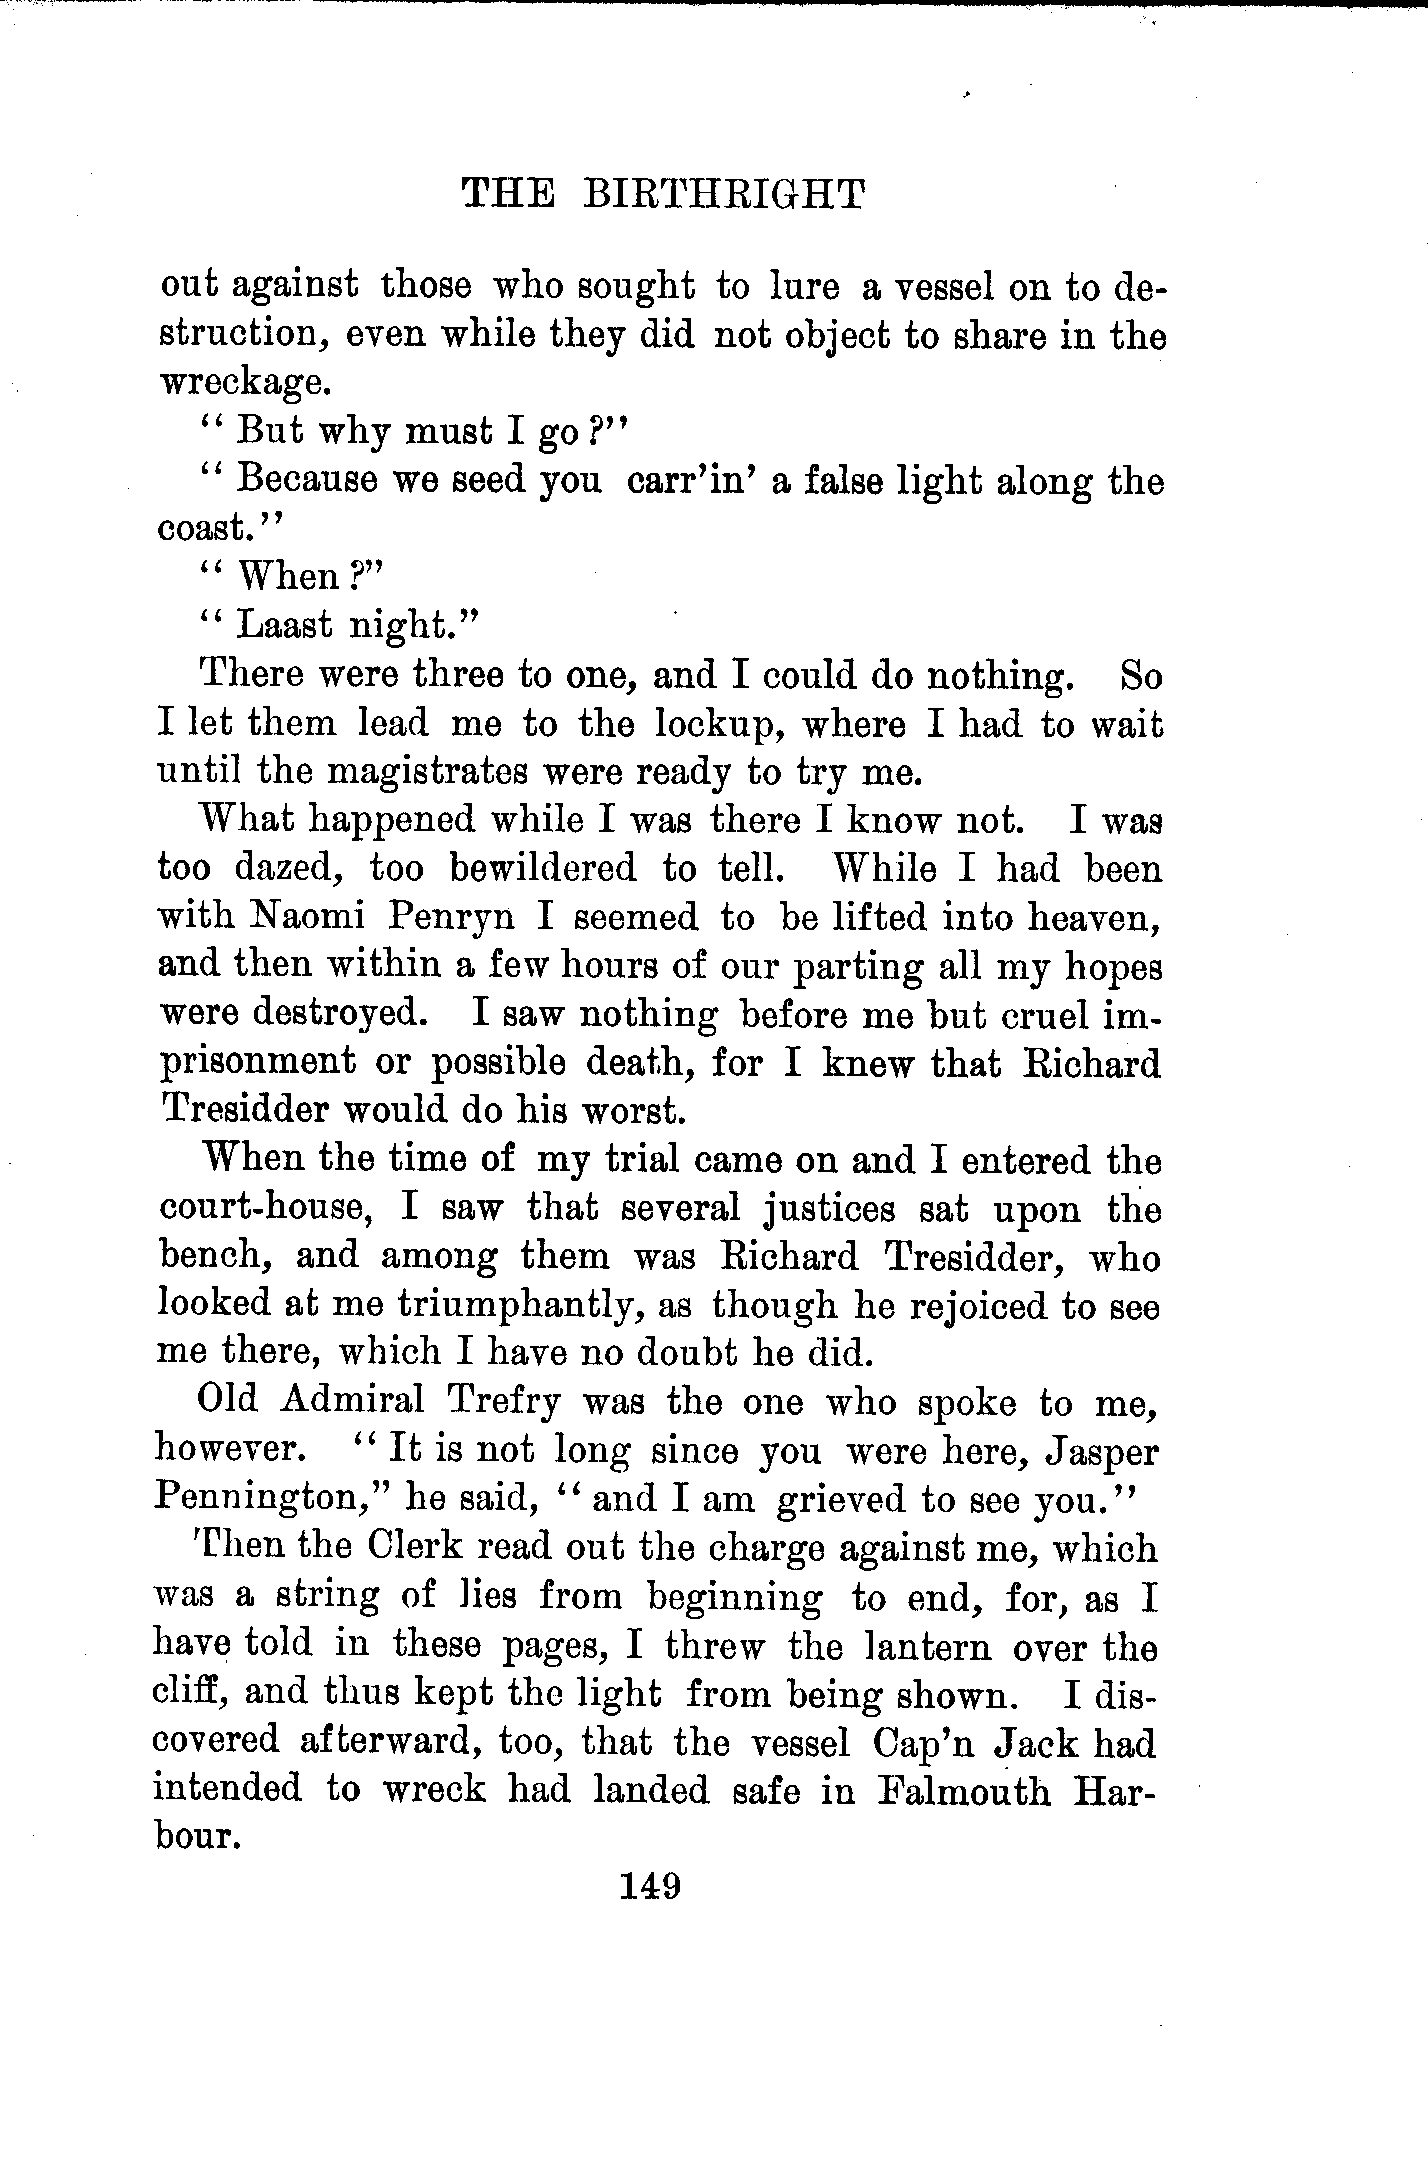 THE BIRTHRIGHT
out against those who sought to lure a vessel on to de-
struction, even while they did not object to share in the
wreckage.
“ But why must I go ?”
“ Because we seed you carr’in’ a false light along the
coast.”
“ When ?”
“ Laast night.”
There were three to one, and I could do nothing. So
I let them lead me to the lockup, where I had to wait
until the magistrates were ready to try me.
What happened while I was there I know not. I was
too dazed, too bewildered to tell. While I had been
with Naomi Penryn I seemed to be lifted into heaven,
and then within a few hours of our parting all my hopes
were destroyed. I saw nothing before me but cruel im-
prisonment or possible death, for I knew that Richard
Tresidder would do his worst.
When the time of my trial came on and I entered the
court-house, I saw that several justices sat upon the
bench, and among them was Richard Tresidder, who
looked at me triumphantly, as though he rejoiced to see
me there, which I have no doubt he did.
Old Admiral Trefry was the one who spoke to me,
however. “ It is not long since you were here, Jasper
Pennington,” he said, “ and I am grieved to see you.”
Then the Clerk read out the charge against me, which
was a string of lies from beginning to end, for, as I
have told in these pages, I threw the lantern over the
cliff, and thus kept the light from being shown. I dis-
covered afterward, too, that the vessel Cap’n Jack had
intended to wreck had landed safe in Falmouth Har-
bour.
149